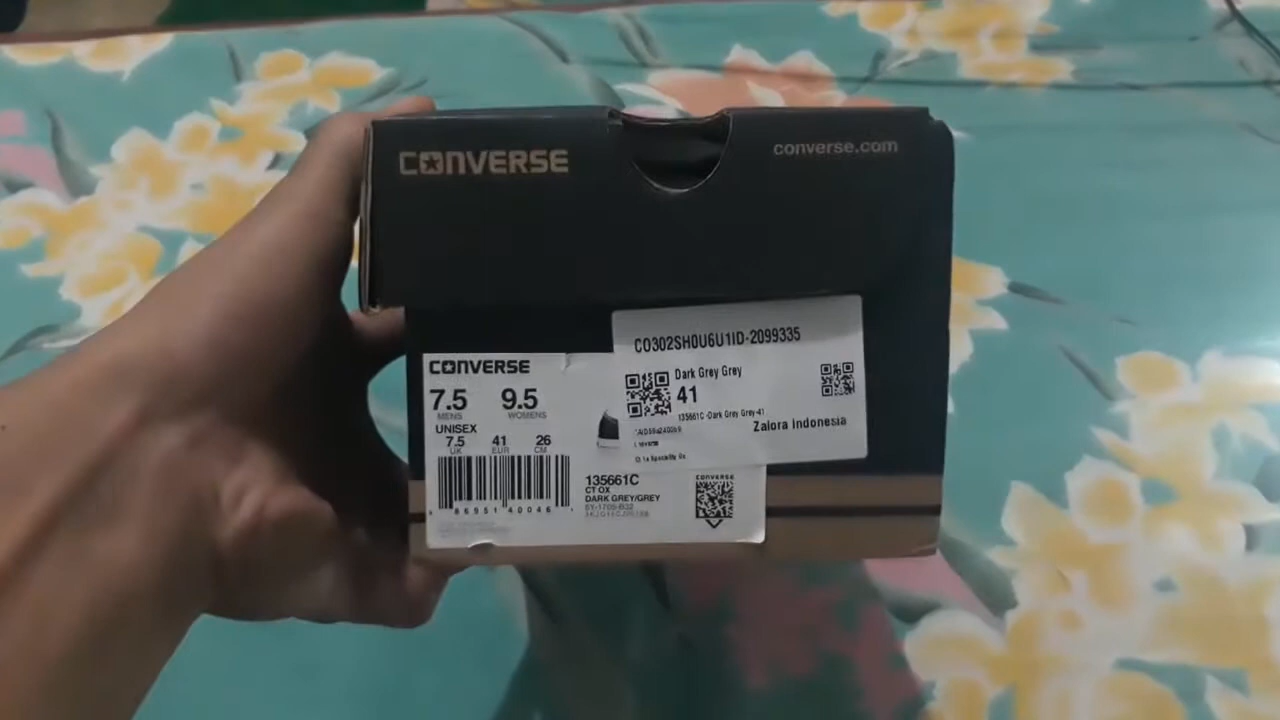 CONVERSE
converse.com
CO302SH0U6U1ID-2099335
Dark Grey Grey
41
135661C-Dark Grey Grey-41
Zalora Indonesia
CONVERSE
7.5 9.5
MENS WOMENS
UNISEX
7.5 41 26
UK EUR CM
86951 40046
135661C
CT OX
DARK GREY/GREY
CONVERSE